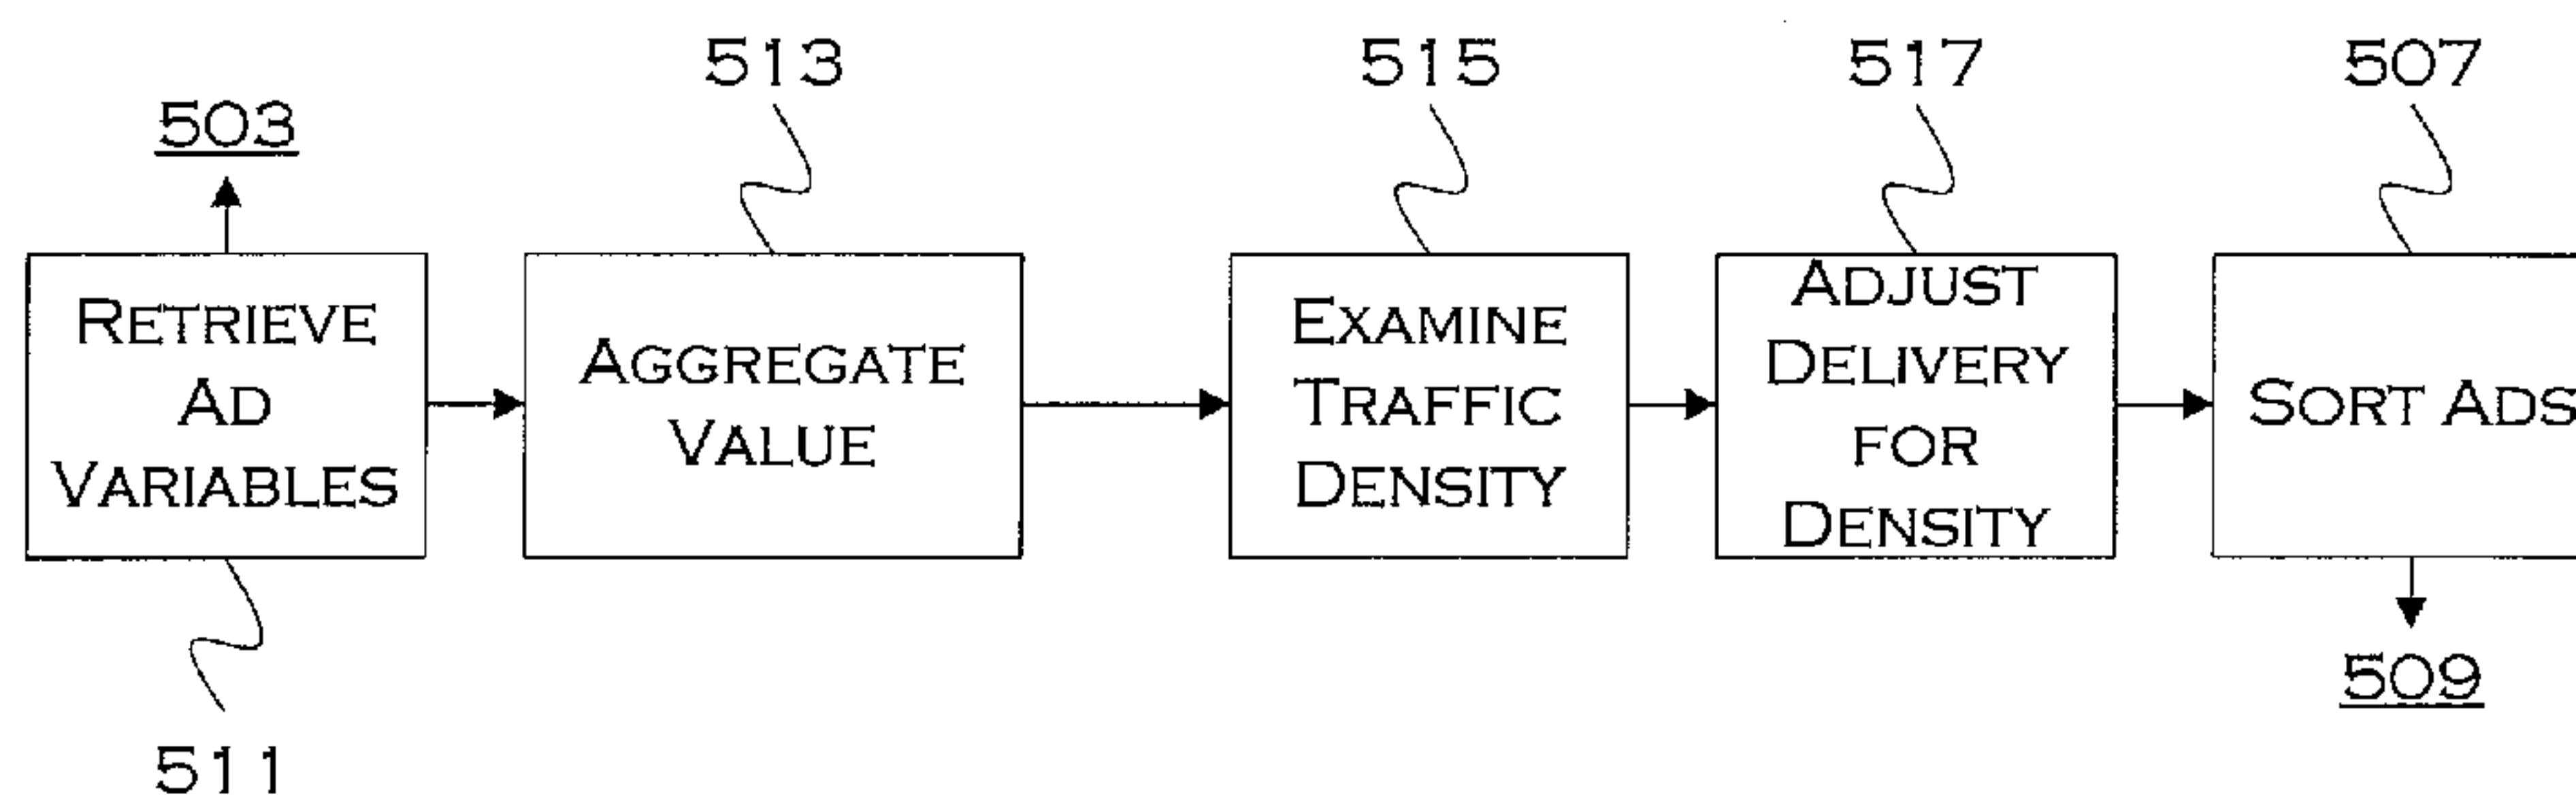 513
515
517
507
503
RETRIEVE
AD
VARIABLES
AGGREGATE
VALUE
EXAMINE
TRAFFIC
DENSITY
ADJUST
DELIVERY
FOR
DENSITY
SORT ADS
509
511